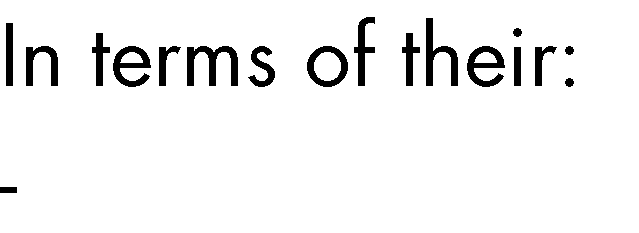 In terms of their:
-